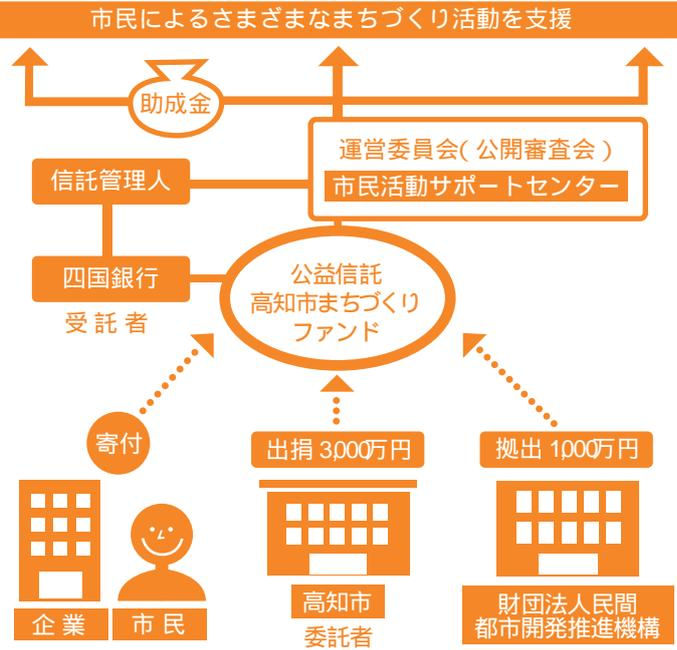 市民によるさまざまなまちづくり活動を支援
助成金
運営委員会(公開審査会)
市民活動サポートセンター
信託管理人
四国銀行
受託者
公益信託
高知市まちづくり
ファンド
寄付
出捐 3,000万円
拠出 1,000万円
企業
市民
高知市
委託者
財団法人民間
都市開発推進機構